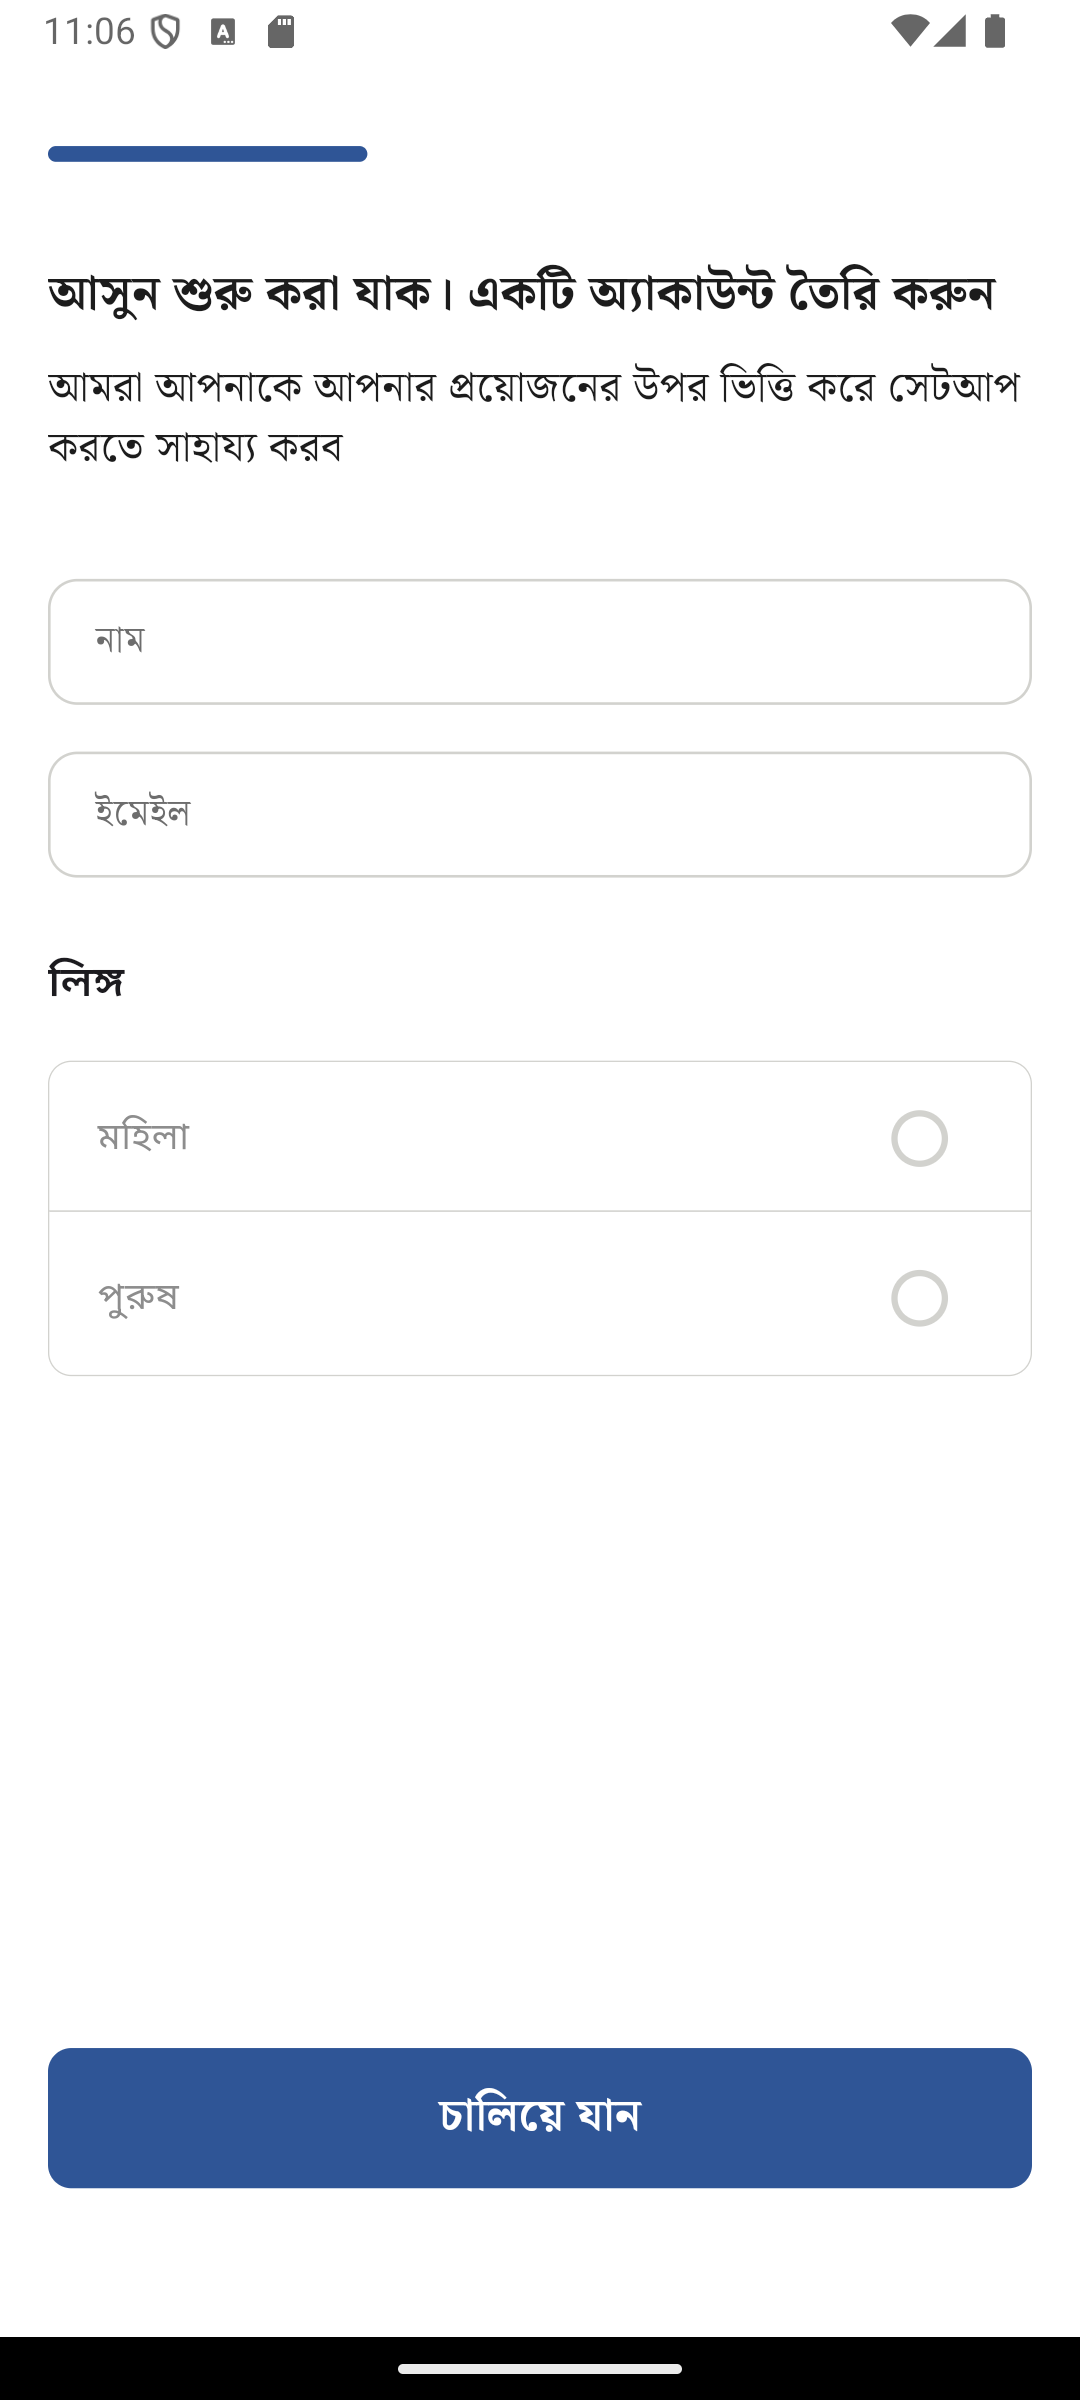 11:06
আসুন শুরু করা যাক। একটি অ্যাকাউন্ট তৈরি করুন
আমরা আপনাকে আপনার প্রয়োজনের উপর ভিত্তি করে সেটআপ
করতে সাহায্য করব
নাম
ইমেইল
লিঙ্গ
মহিলা
পুরুষ
চালিয়ে যান